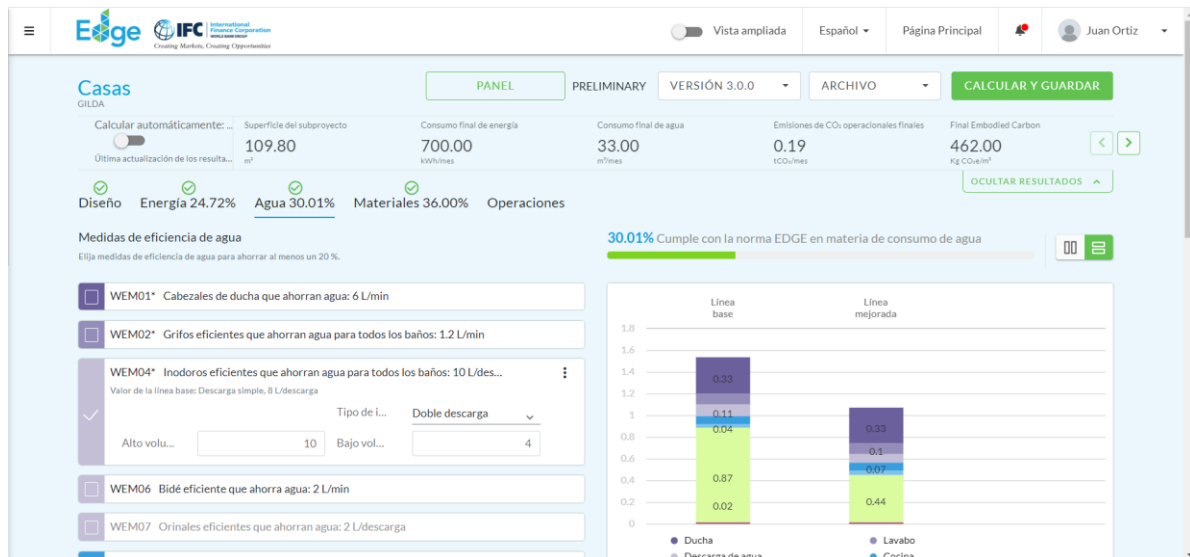 Edge IFC International Finance Corporation
WORLD BANK GROUP
Creating Markets, Creating Opportunities
Vista ampliada
Español
Página Principal
Juan Ortiz
Casas
GILDA
PANEL
PRELIMINARY
VERSIÓN 3.0.0
ARCHIVO
CALCULAR Y GUARDAR
Calcular automáticamente: ...
Última actualización de los resulta...
Superficie del subproyecto
109.80
m²
Consumo final de energía
700.00
kWh/mes
Consumo final de agua
33.00
m³/mes
Emisiones de CO₂ operacionales finales
0.19
tCO₂/mes
Final Embodied Carbon
462.00
Kg CO₂e/m²
OCULTAR RESULTADOS
Diseño Energía 24.72% Agua 30.01% Materiales 36.00% Operaciones
Medidas de eficiencia de agua
Elija medidas de eficiencia de agua para ahorrar al menos un 20 %.
30.01% Cumple con la norma EDGE en materia de consumo de agua
WEM01* Cabezales de ducha que ahorran agua: 6 L/min
WEM02* Grifos eficientes que ahorran agua para todos los baños: 1.2 L/min
WEM04* Inodoros eficientes que ahorran agua para todos los baños: 10 L/des...
Valor de la línea base: Descarga simple, 8 L/descarga
Tipo de i... Doble descarga
Alto volu... 10 Bajo vol... 4
WEM06 Bidé eficiente que ahorra agua: 2 L/min
WEM07 Orinales eficientes que ahorran agua: 2 L/descarga
Línea base
Línea mejorada
1.8
1.6
1.4
1.2
1
0.8
0.6
0.4
0.2
0
0.33
0.11
0.04
0.87
0.02
0.33
0.1
0.07
0.44
Ducha
Lavabo
Descarga de agua
Cocina